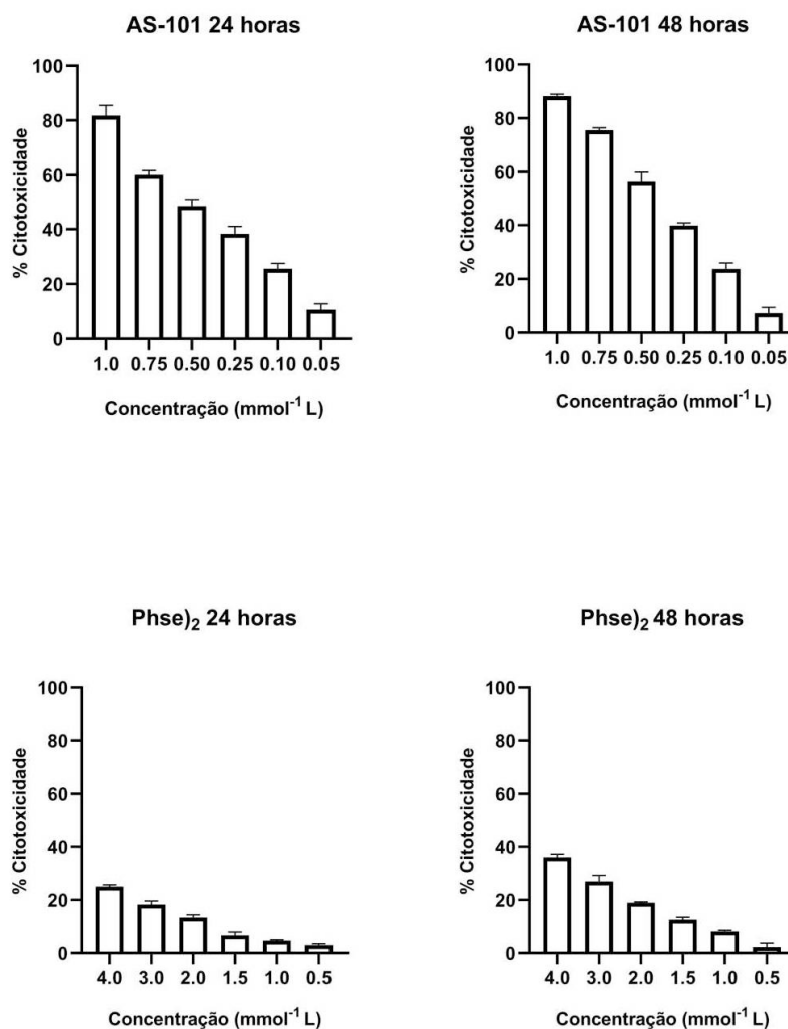 AS-101 24 horas
% Citotoxicidade
100
80
60
40
20
0
1.0 0.75 0.50 0.25 0.10 0.05
Concentração (mmol⁻¹ L)
AS-101 48 horas
% Citotoxicidade
100
80
60
40
20
0
1.0 0.75 0.50 0.25 0.10 0.05
Concentração (mmol⁻¹ L)
Phse)₂ 24 horas
% Citotoxicidade
100
80
60
40
20
0
4.0 3.0 2.0 1.5 1.0 0.5
Concentração (mmol⁻¹ L)
Phse)₂ 48 horas
% Citotoxicidade
100
80
60
40
20
0
4.0 3.0 2.0 1.5 1.0 0.5
Concentração (mmol⁻¹ L)